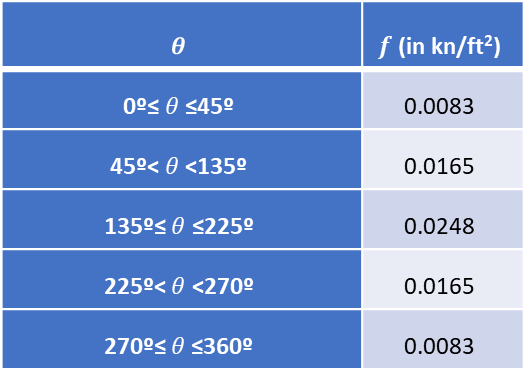 θ f (in kn/ft²)
0º≤ θ ≤45º 0.0083
45º< θ <135º 0.0165
135º≤ θ ≤225º 0.0248
225º< θ <270º 0.0165
270º≤ θ ≤360º 0.0083